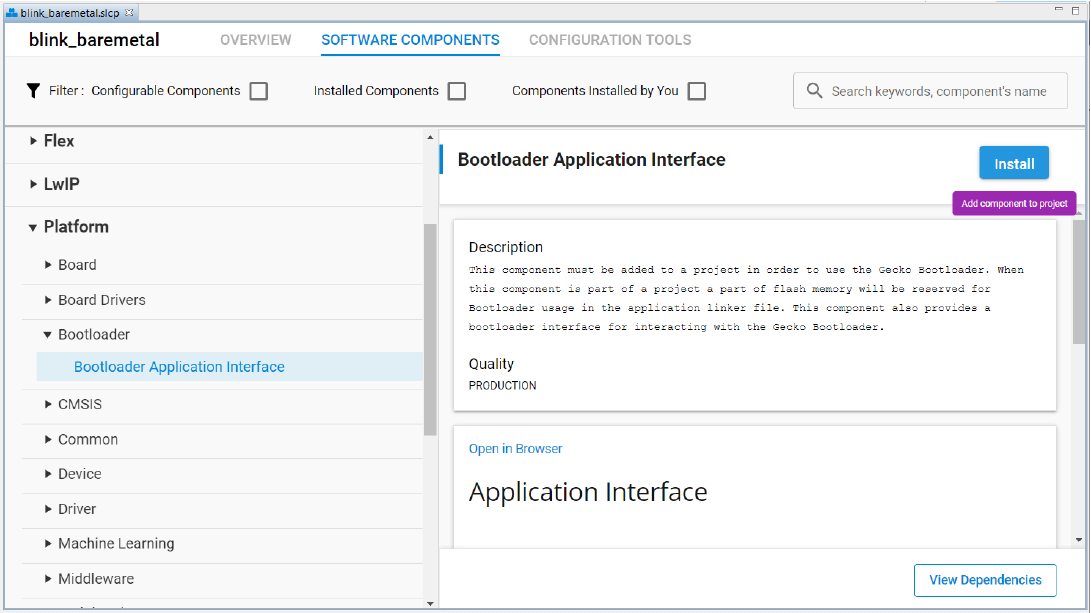 blink_baremetal.slcp
blink_baremetal
OVERVIEW
SOFTWARE COMPONENTS
CONFIGURATION TOOLS
Filter : Configurable Components
Installed Components
Components Installed by You
Search keywords, component's name
Flex
LwIP
Platform
Board
Board Drivers
Bootloader
Bootloader Application Interface
CMSIS
Common
Device
Driver
Machine Learning
Middleware
Bootloader Application Interface
Install
Add component to project
Description
This component must be added to a project in order to use the Gecko Bootloader. When
this component is part of a project a part of flash memory will be reserved for
Bootloader usage in the application linker file. This component also provides a
bootloader interface for interacting with the Gecko Bootloader.
Quality
PRODUCTION
Open in Browser
Application Interface
View Dependencies